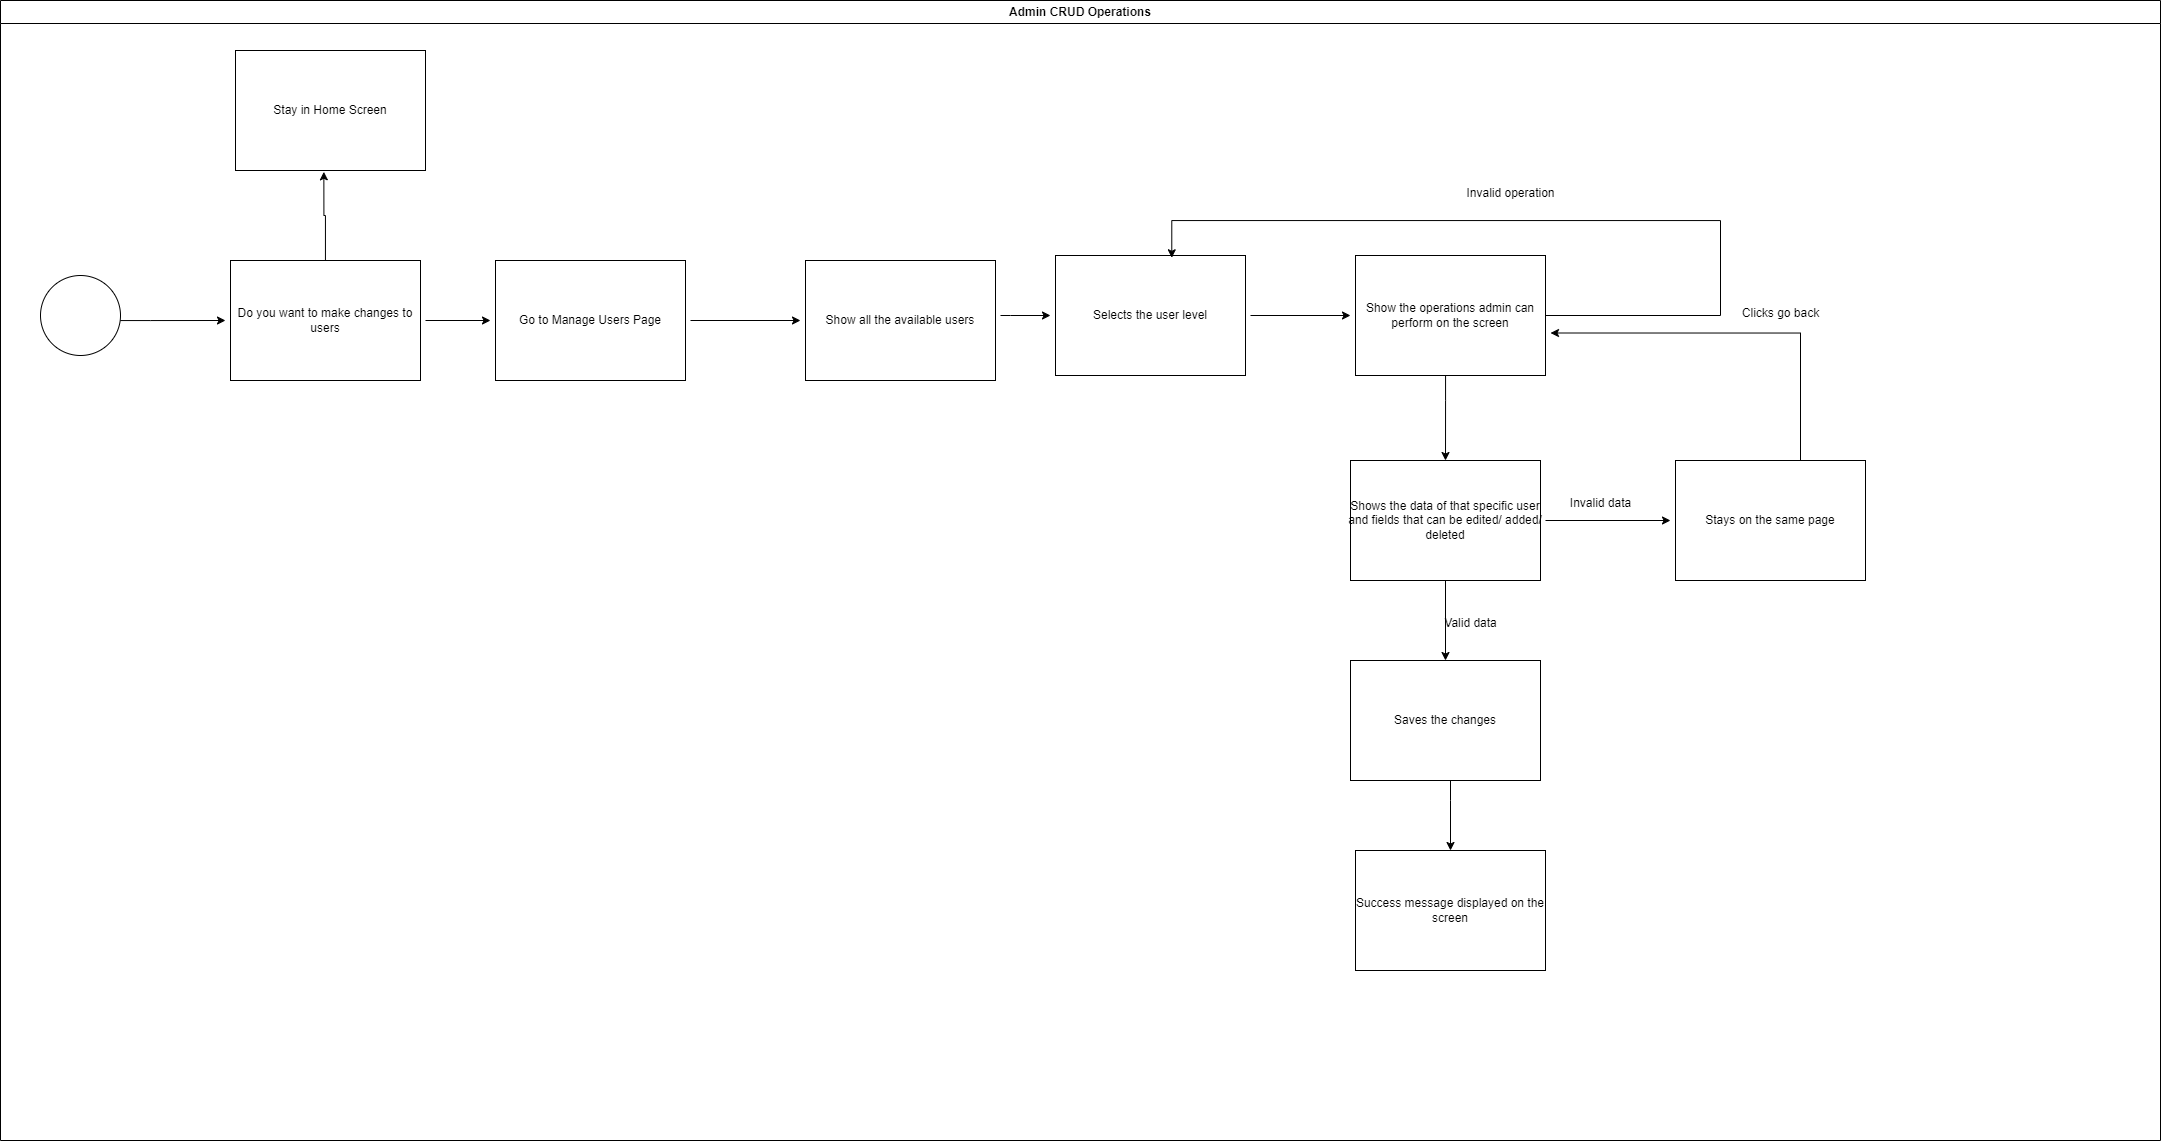 Admin CRUD Operations
Stay in Home Screen
Invalid operation
Do you want to make changes to
users
Go to Manage Users Page
Show all the available users
Selects the user level
Show the operations admin can
perform on the screen
Clicks go back
Shows the data of that specific user
and fields that can be edited/ added/
deleted
Invalid data
Stays on the same page
Valid data
Saves the changes
Success message displayed on the
screen